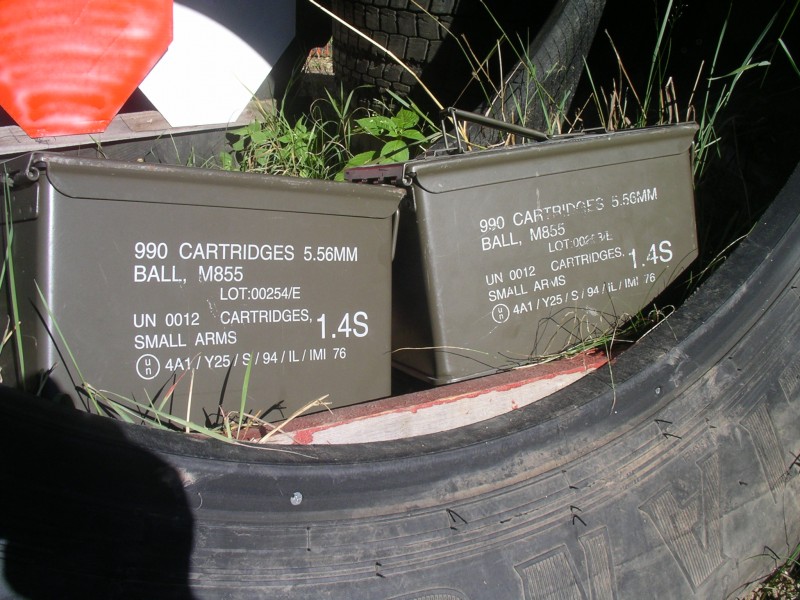 990 CARTRIDGES 5.56MM
BALL, M855
LOT:00254/E
UN 0012 CARTRIDGES,
SMALL ARMS 1.4S
un 4A1/Y25/S/94/IL/IMI 76
990 CARTRIDGES 5.56MM
BALL, M855
UN 0012 CARTRIDGES,
SMALL ARMS 1.4S
un 4A1/Y25/S/94/IL/IMI 76